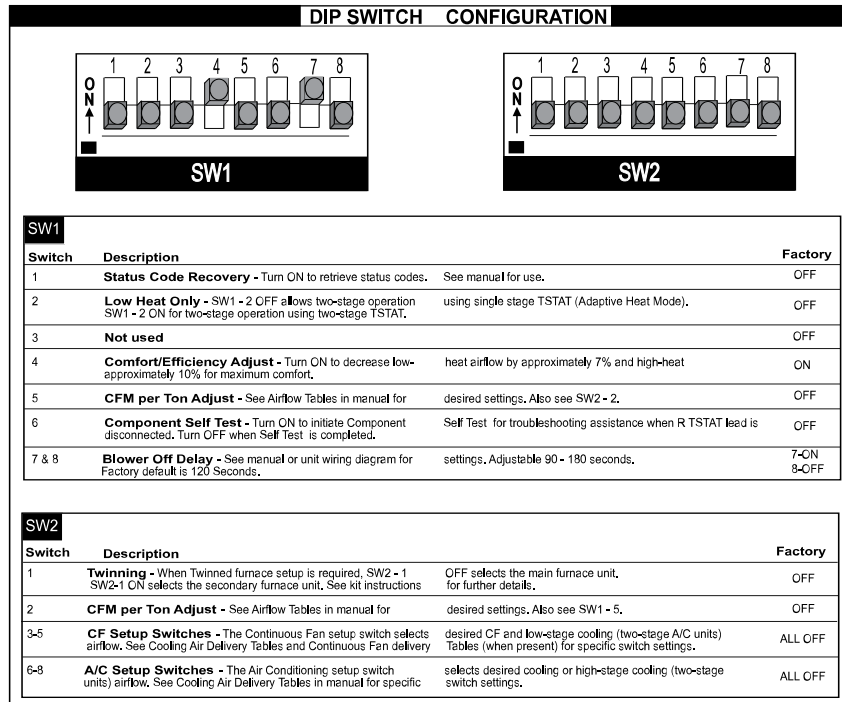 DIP SWITCH CONFIGURATION
1 2 3 4 5 6 7 8
ON
SW1
1 2 3 4 5 6 7 8
ON
SW2
SW1
Switch Description Factory
1 Status Code Recovery - Turn ON to retrieve status codes. See manual for use. OFF
2 Low Heat Only - SW1 - 2 OFF allows two-stage operation using single stage TSTAT (Adaptive Heat Mode). OFF
SW1 - 2 ON for two-stage operation using two-stage TSTAT.
3 Not used OFF
4 Comfort/Efficiency Adjust - Turn ON to decrease low- heat airflow by approximately 7% and high-heat ON
approximately 10% for maximum comfort.
5 CFM per Ton Adjust - See Airflow Tables in manual for desired settings. Also see SW2 - 2. OFF
6 Component Self Test - Turn ON to initiate Component Self Test for troubleshooting assistance when R TSTAT lead is OFF
disconnected. Turn OFF when Self Test is completed.
7 & 8 Blower Off Delay - See manual or unit wiring diagram for settings. Adjustable 90 - 180 seconds. 7-ON
Factory default is 120 Seconds. 8-OFF
SW2
Switch Description Factory
1 Twinning - When Twinned furnace setup is required, SW2 - 1 OFF selects the main furnace unit. OFF
SW2-1 ON selects the secondary furnace unit. See kit instructions for further details.
2 CFM per Ton Adjust - See Airflow Tables in manual for desired settings. Also see SW1 - 5. OFF
3-5 CF Setup Switches - The Continuous Fan setup switch selects desired CF and low-stage cooling (two-stage A/C units) ALL OFF
airflow. See Cooling Air Delivery Tables and Continuous Fan delivery Tables (when present) for specific switch settings.
6-8 A/C Setup Switches - The Air Conditioning setup switch selects desired cooling or high-stage cooling (two-stage ALL OFF
units) airflow. See Cooling Air Delivery Tables in manual for specific switch settings.